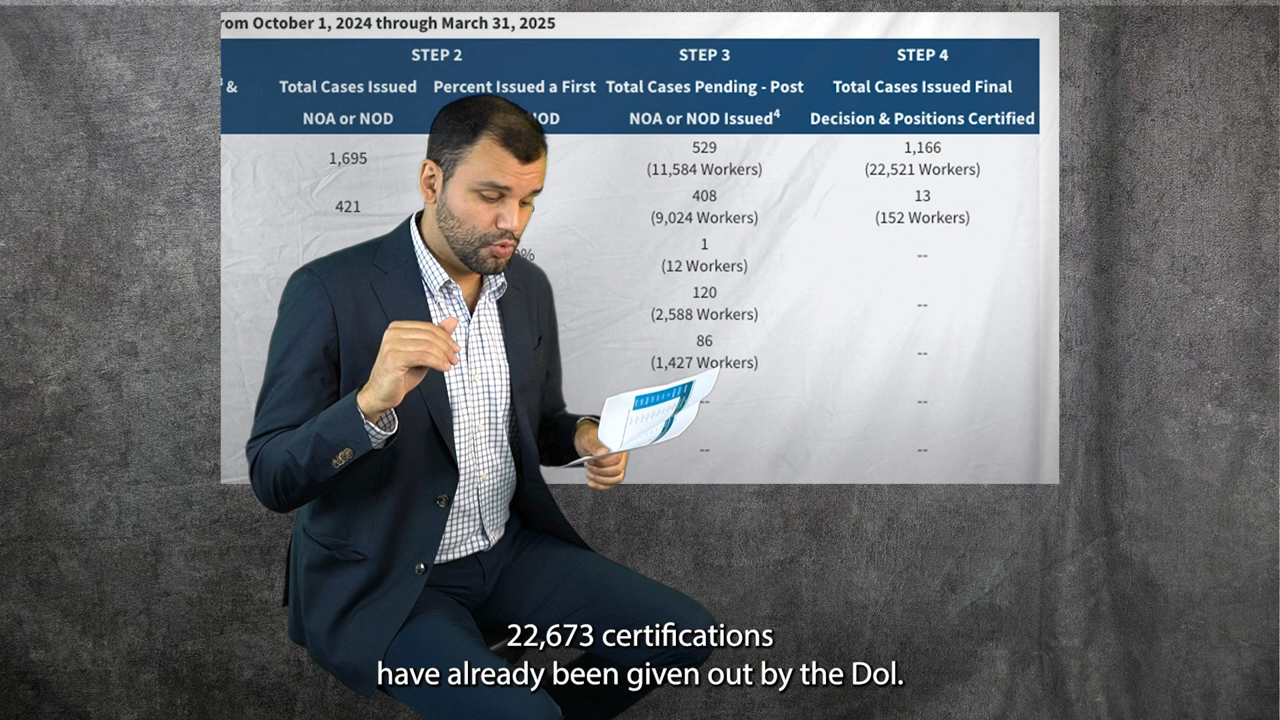 rom October 1, 2024 through March 31, 2025
STEP 2 STEP 3 STEP 4
& Total Cases Issued Percent Issued a First Total Cases Pending - Post Total Cases Issued Final
NOA or NOD NOD NOA or NOD Issued⁴ Decision & Positions Certified
1,695 529 1,166
(11,584 Workers) (22,521 Workers)
421 408 13
(9,024 Workers) (152 Workers)
% 1 --
(12 Workers)
120 --
(2,588 Workers)
86 --
(1,427 Workers)
-- --
-- --
22,673 certifications
have already been given out by the Dol.